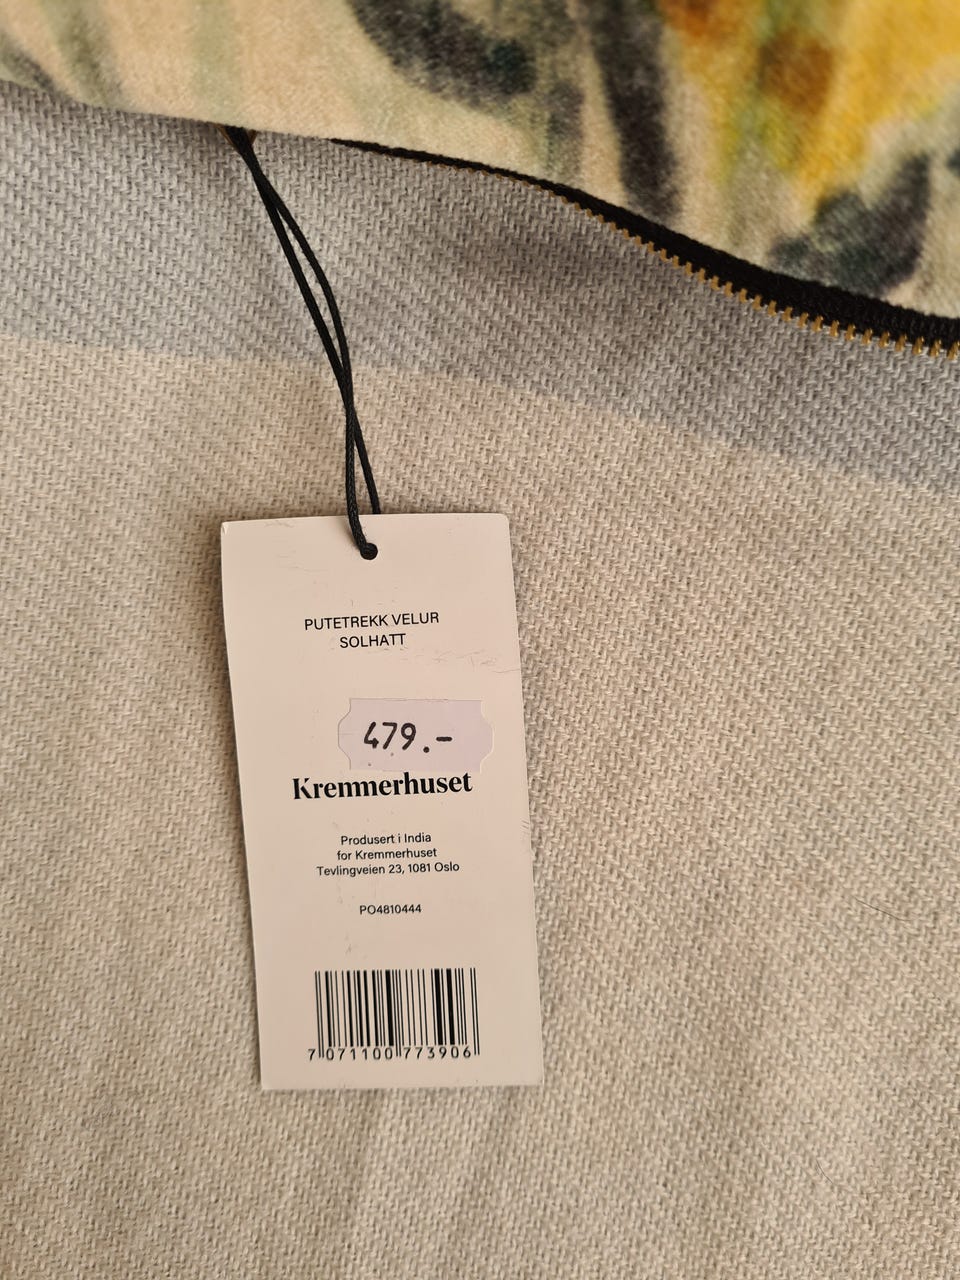 PUTETREKK VELUR
SOLHATT
479.-
Kremmerhuset
Produsert i India
for Kremmerhuset
Tevlingveien 23, 1081 Oslo
PO4810444
7 071100 773906